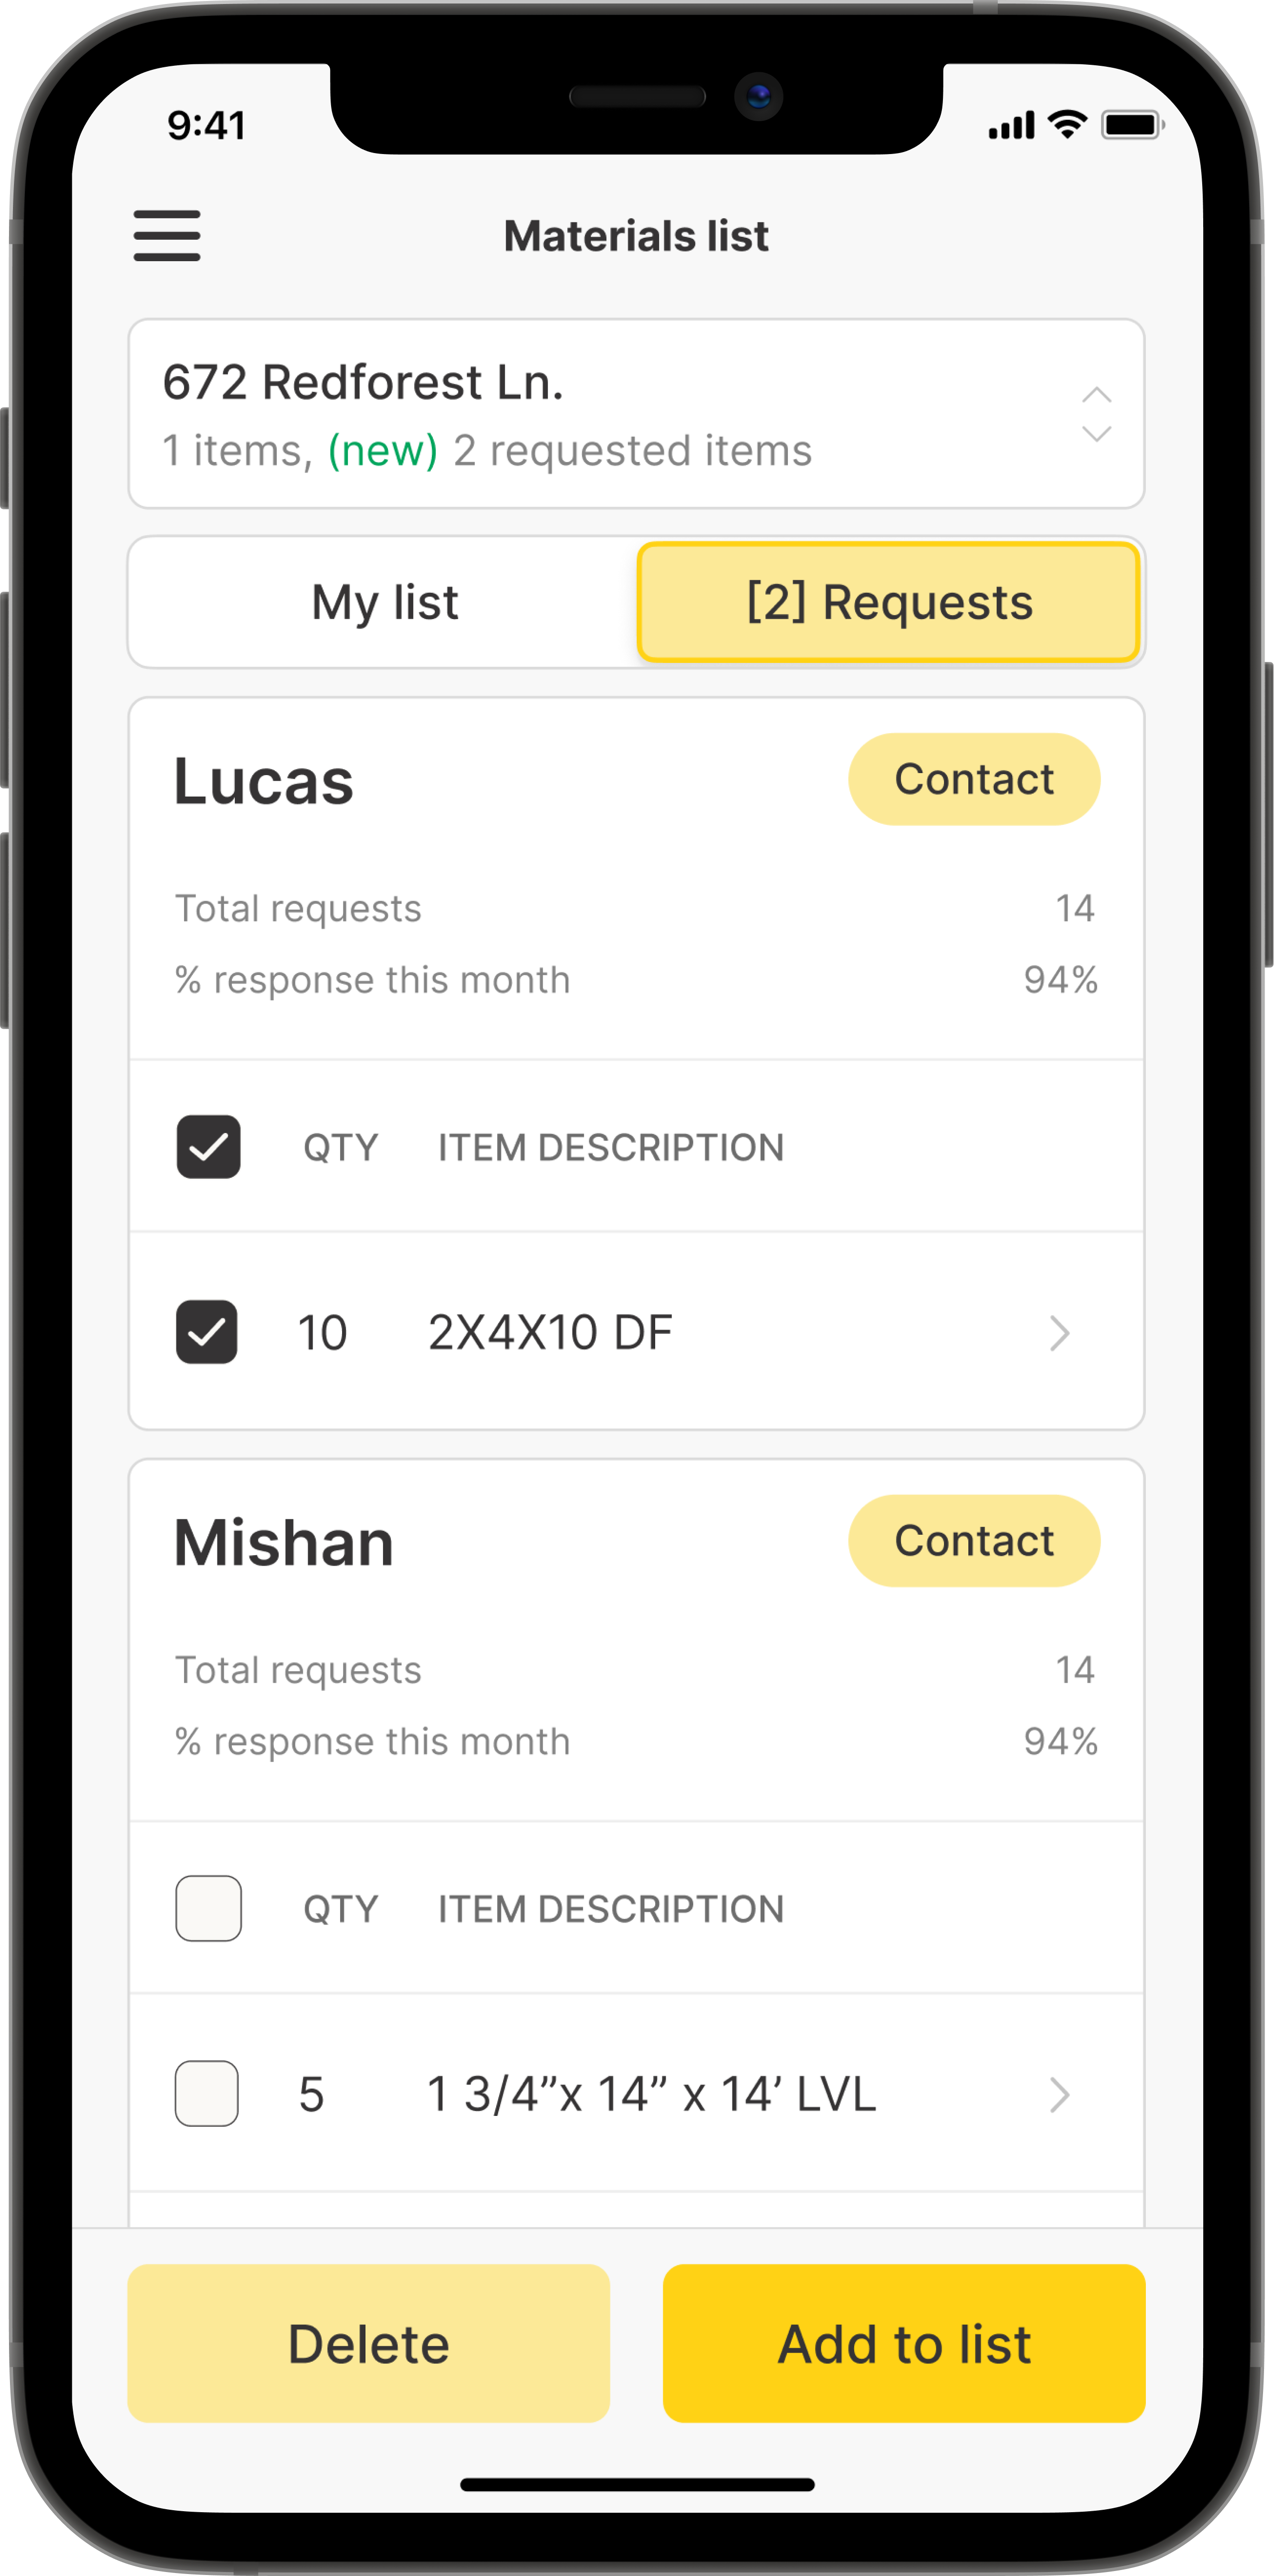 9:41
Materials list
672 Redforest Ln.
1 items, (new) 2 requested items
My list
[2] Requests
Lucas
Contact
Total requests 14
% response this month 94%
QTY ITEM DESCRIPTION
10 2X4X10 DF
Mishan
Contact
Total requests 14
% response this month 94%
QTY ITEM DESCRIPTION
5 1 3/4”x 14” x 14’ LVL
Delete
Add to list